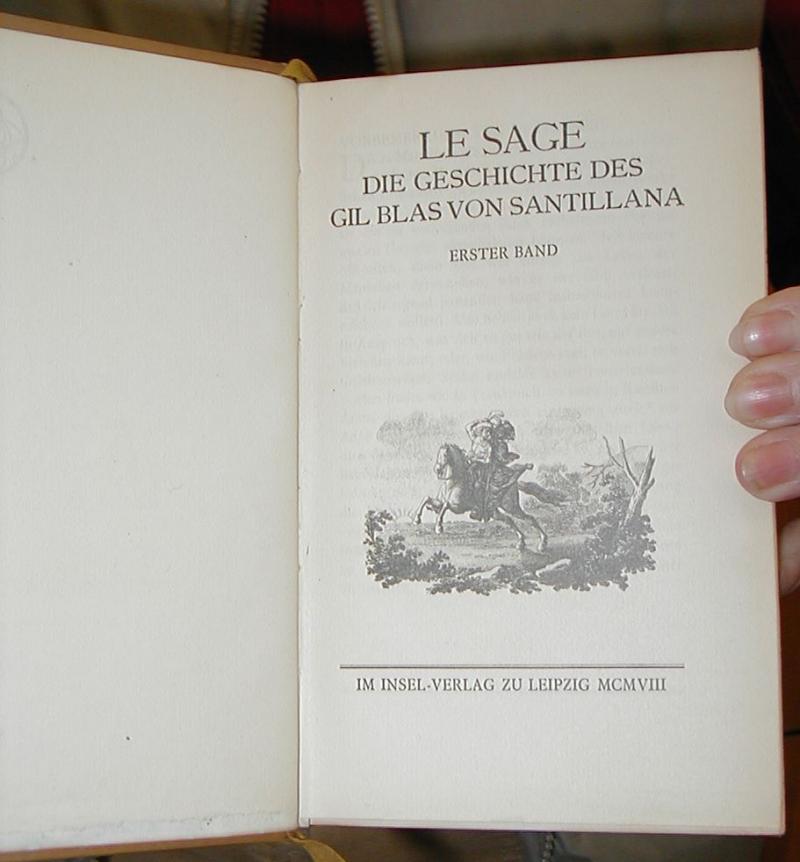 LE SAGE
DIE GESCHICHTE DES
GIL BLAS VON SANTILLANA
ERSTER BAND
IM INSEL-VERLAG ZU LEIPZIG MCMVIII